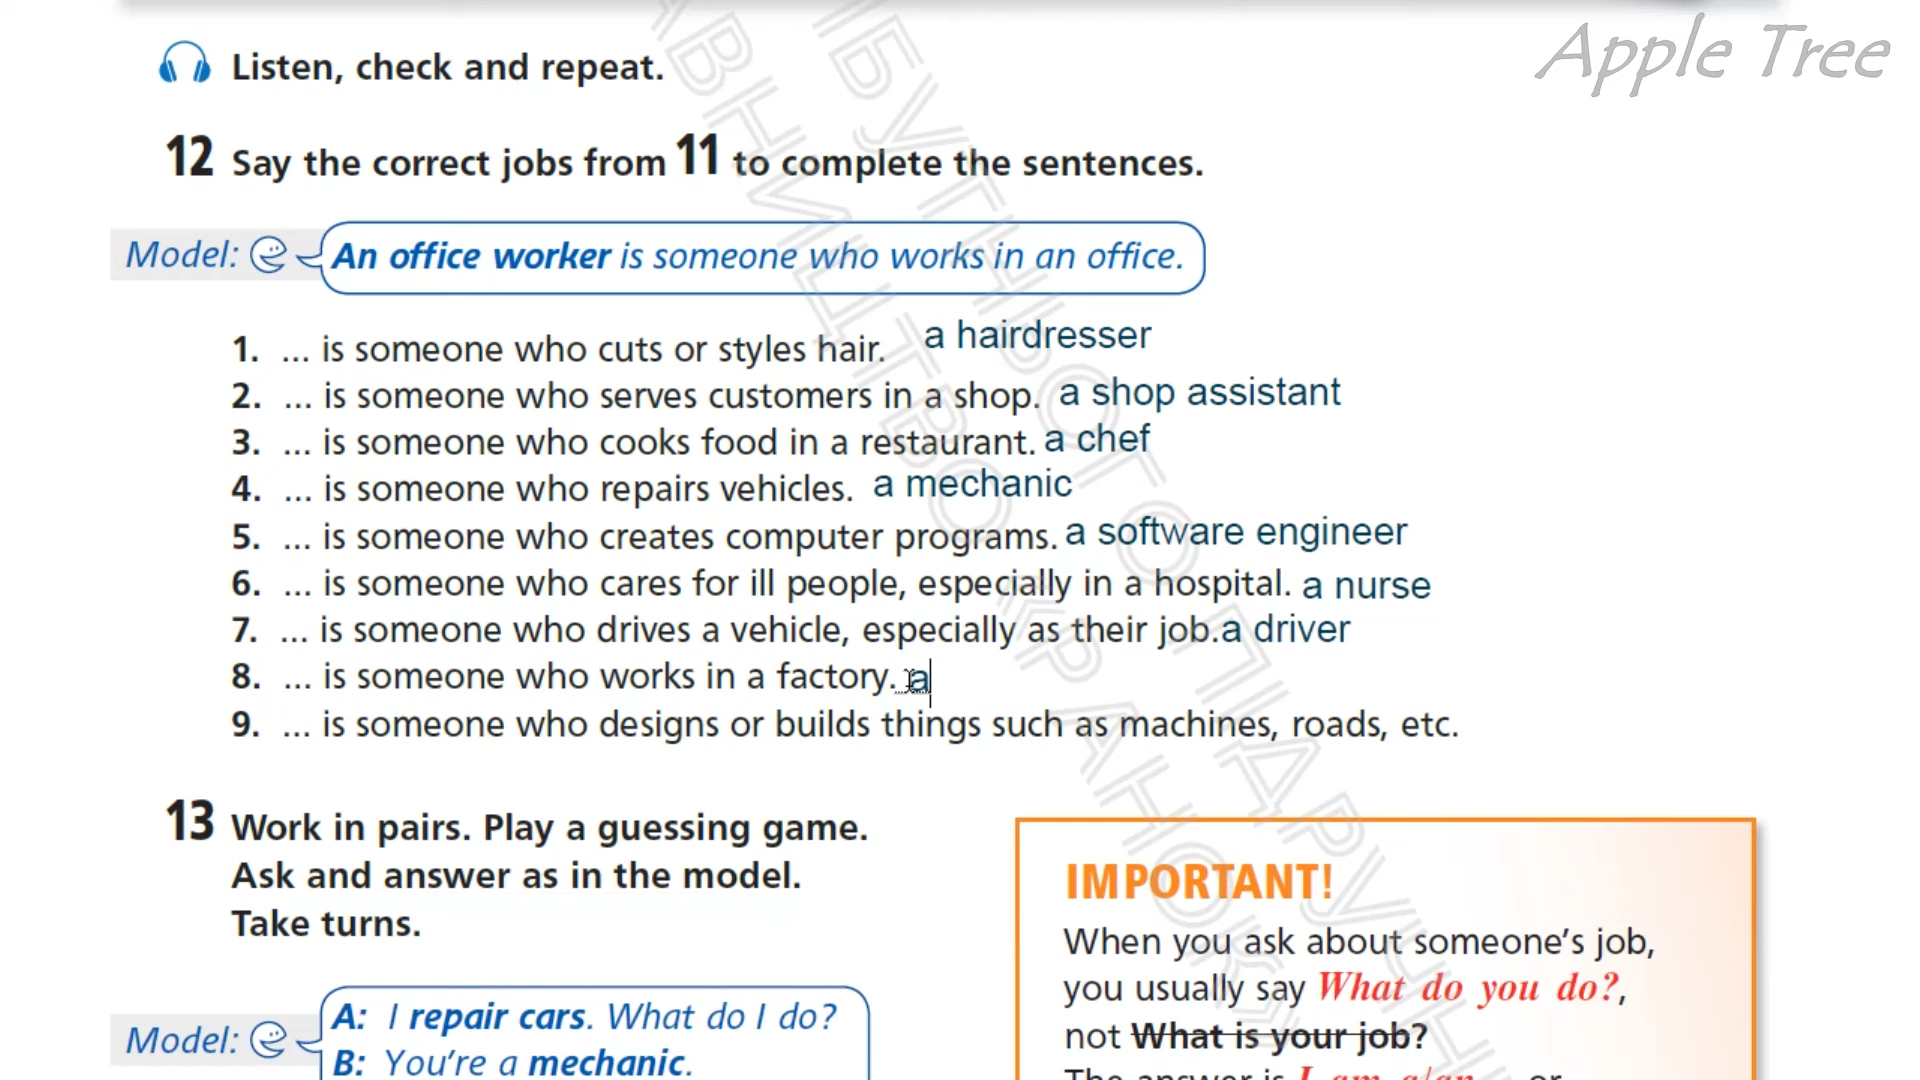 Apple Tree
Listen, check and repeat.
12 Say the correct jobs from 11 to complete the sentences.
Model: An office worker is someone who works in an office.
1. ... is someone who cuts or styles hair. a hairdresser
2. ... is someone who serves customers in a shop. a shop assistant
3. ... is someone who cooks food in a restaurant. a chef
4. ... is someone who repairs vehicles. a mechanic
5. ... is someone who creates computer programs. a software engineer
6. ... is someone who cares for ill people, especially in a hospital. a nurse
7. ... is someone who drives a vehicle, especially as their job. a driver
8. ... is someone who works in a factory. a
9. ... is someone who designs or builds things such as machines, roads, etc.
13 Work in pairs. Play a guessing game.
Ask and answer as in the model.
Take turns.
Model: A: I repair cars. What do I do?
B: You're a mechanic.
IMPORTANT!
When you ask about someone's job,
you usually say What do you do?,
not What is your job?
The answer is I am a/an ... or